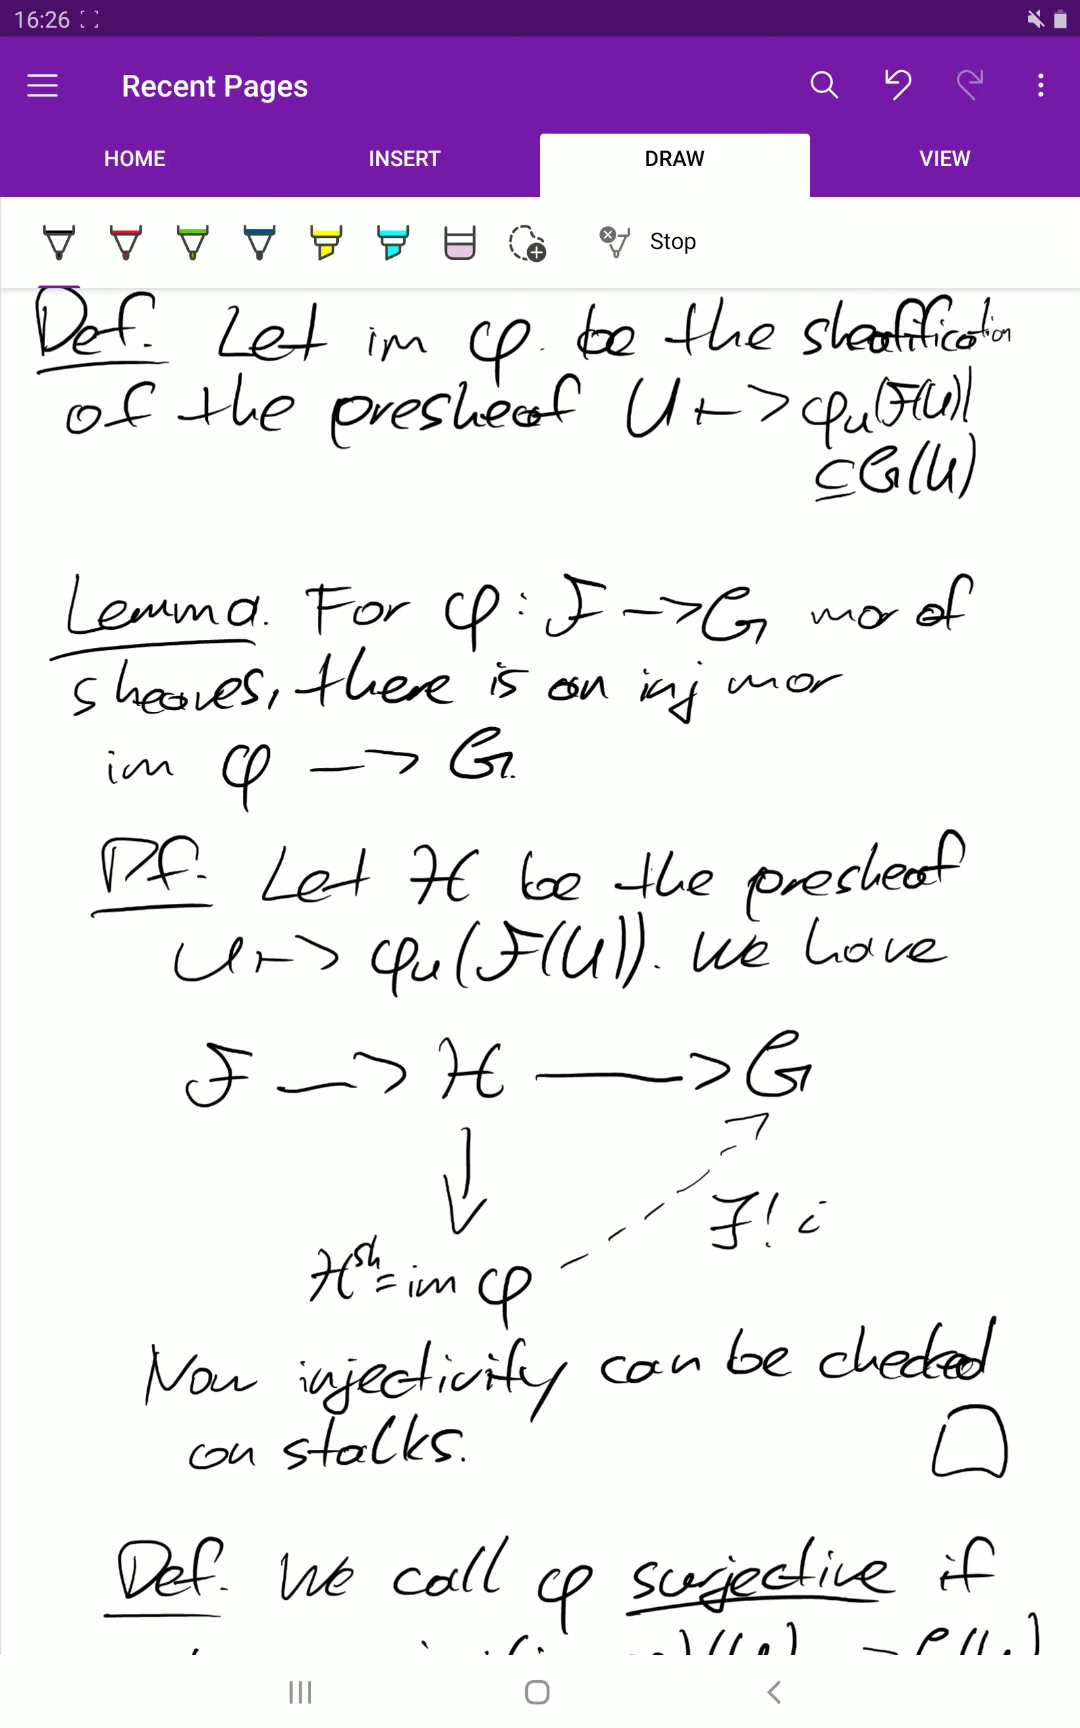 16:26
Recent Pages
HOME INSERT DRAW VIEW
Stop
Def. Let im φ be the sheafification
of the presheaf U ↦ φ_U(F(U))
⊆ G(U)
Lemma. For φ: F -> G mor of
sheaves, there is an inj mor
im φ -> G.
Pf. Let H be the presheaf
U ↦ φ_U(F(U)). We have
F -> H -> G
∃! i
H^sh = im φ
Now injectivity can be checked
on stalks. □
Def. We call φ surjective if